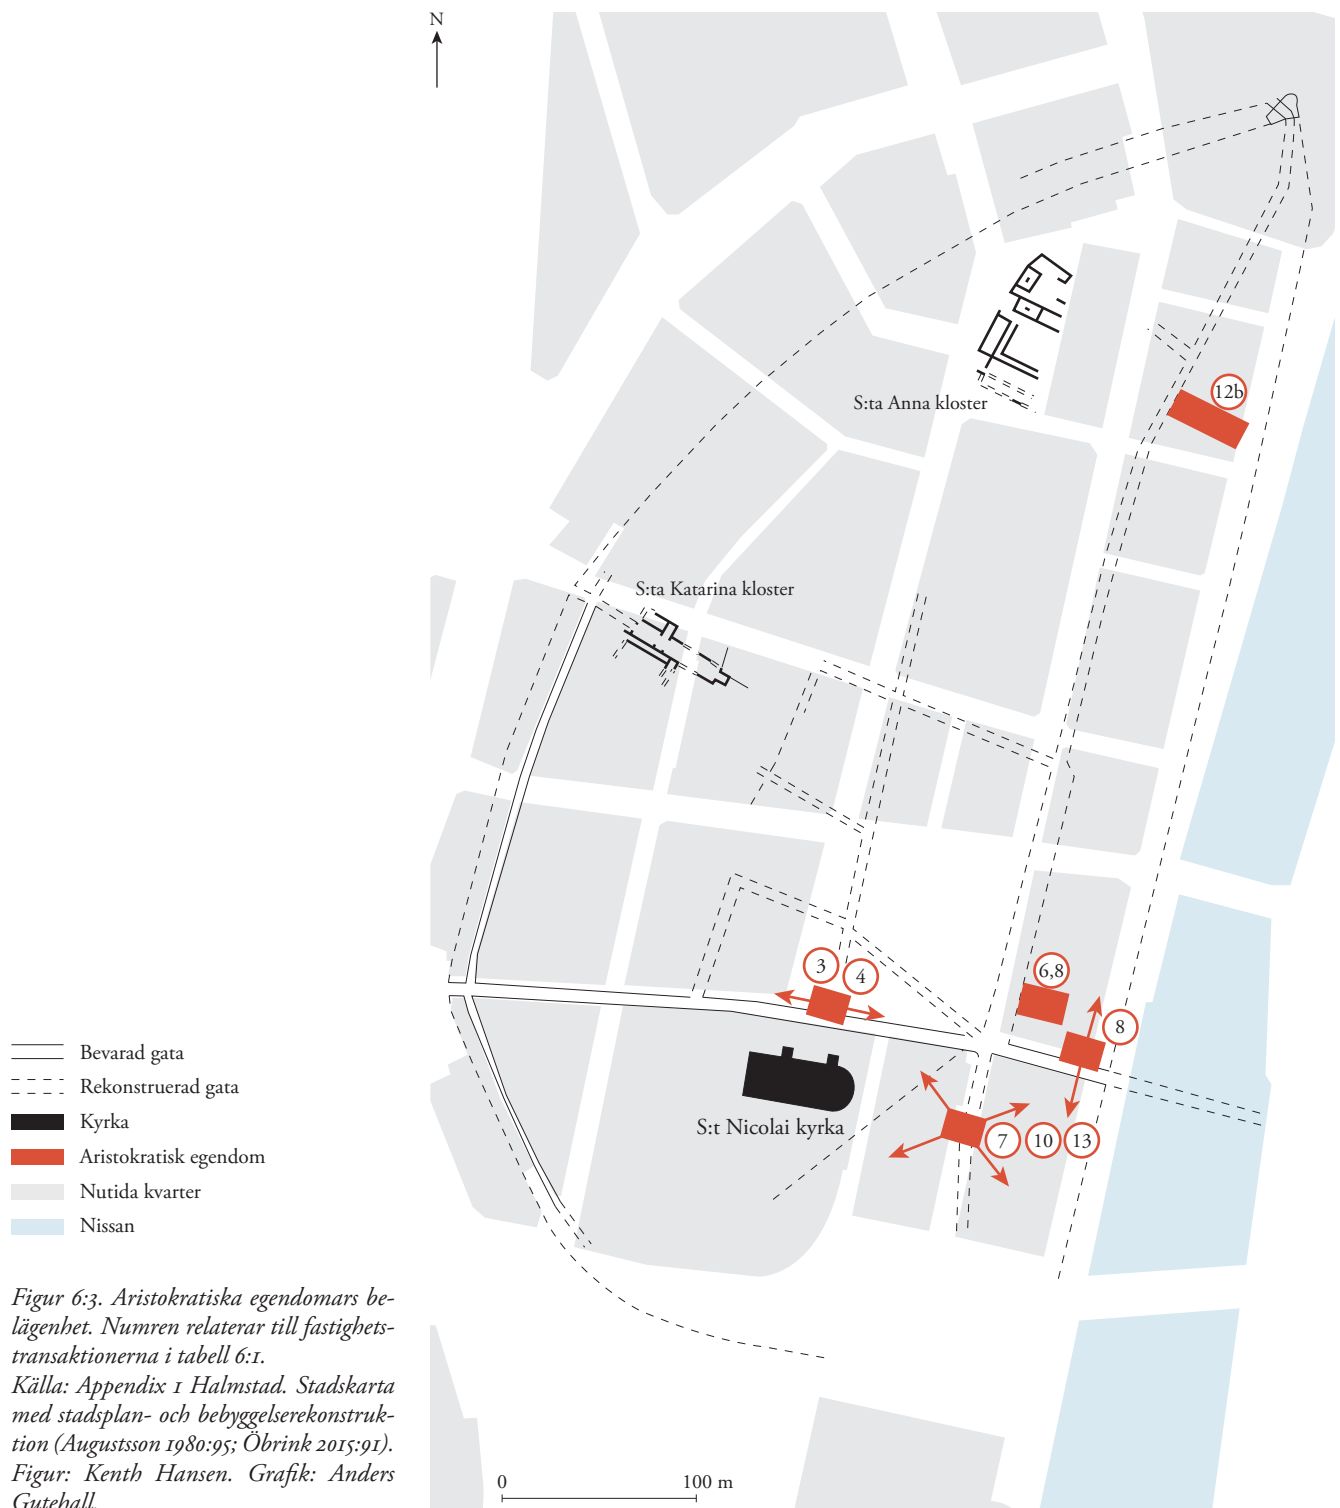 N
12b
S:ta Anna kloster
S:ta Katarina kloster
3
4
6,8
8
S:t Nicolai kyrka
7
10
13
Bevarad gata
Rekonstruerad gata
Kyrka
Aristokratisk egendom
Nutida kvarter
Nissan
Figur 6:3. Aristokratiska egendomars be-
lägenhet. Numren relaterar till fastighets-
transaktionerna i tabell 6:1.
Källa: Appendix 1 Halmstad. Stadskarta
med stadsplan- och bebyggelserekonstruk-
tion (Augustsson 1980:95; Öbrink 2015:91).
Figur: Kenth Hansen. Grafik: Anders
Gutehall.
0
100 m